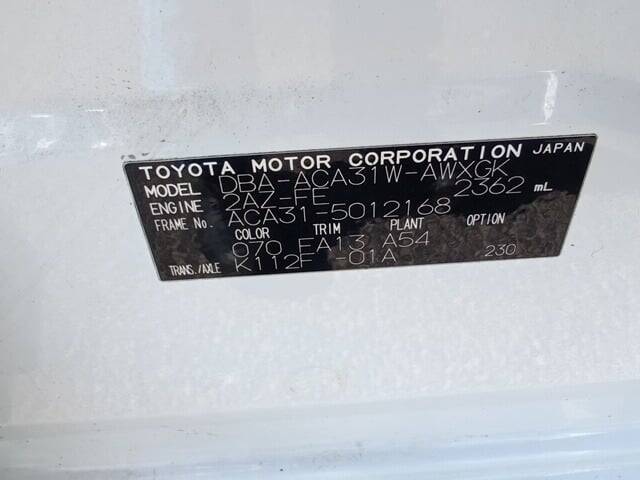 TOYOTA MOTOR CORPORATION JAPAN
MODEL DBA-ACA31W-AWXGK
ENGINE 2AZ-FE 2362 mL
FRAME No. ACA31-5012168
COLOR TRIM PLANT OPTION
070 FA13 A54
TRANS./AXLE K112F -01A 230